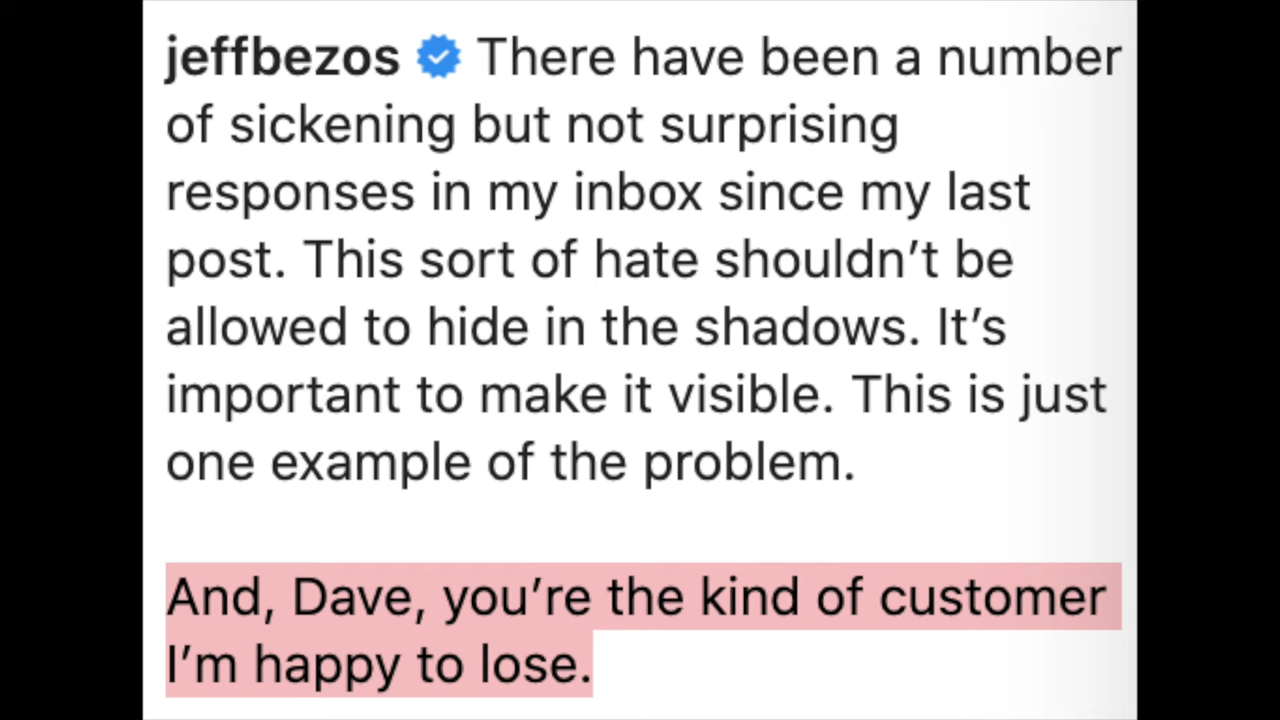 jeffbezos There have been a number
of sickening but not surprising
responses in my inbox since my last
post. This sort of hate shouldn’t be
allowed to hide in the shadows. It’s
important to make it visible. This is just
one example of the problem.
And, Dave, you’re the kind of customer
I’m happy to lose.